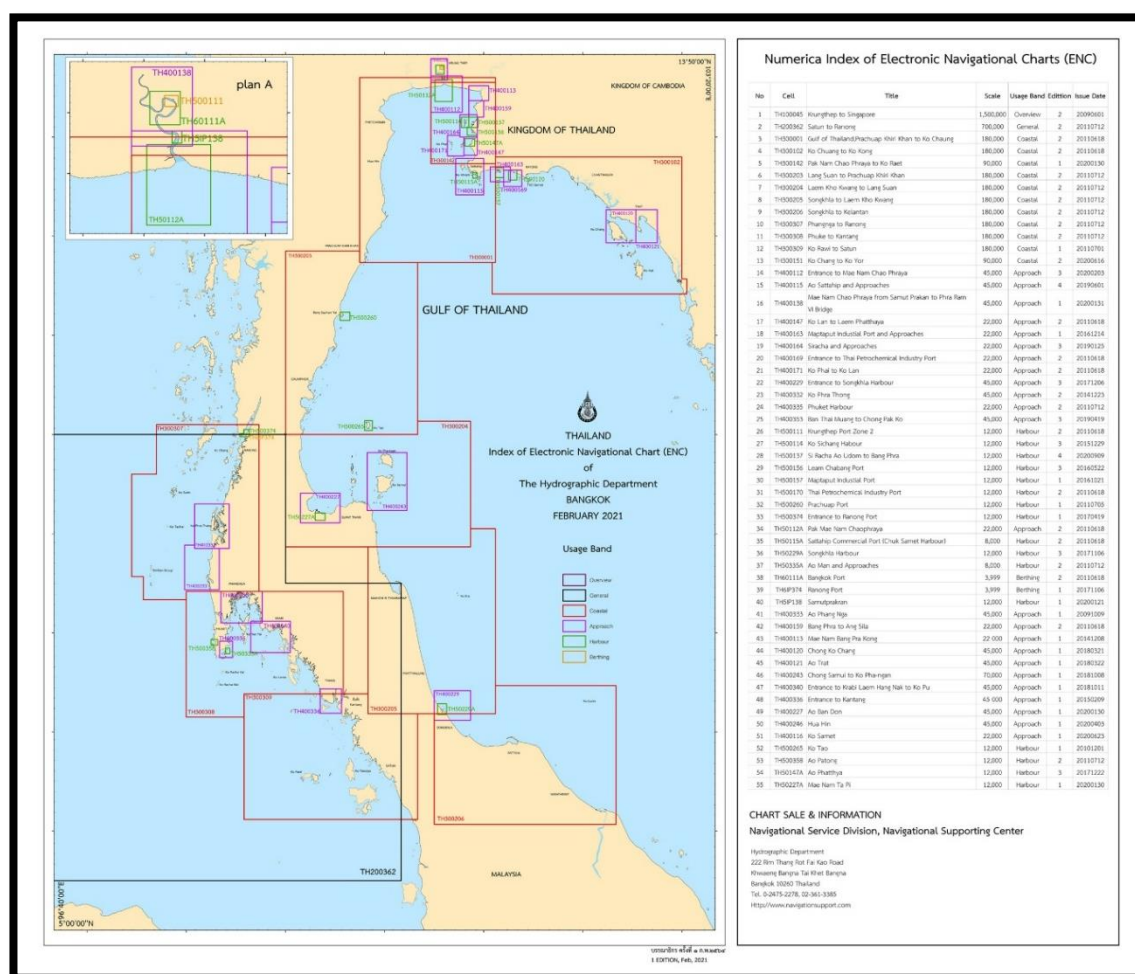 plan A
TH400138
TH500111
TH60111A
TH5IP138
TH50112A
13°50'00"N
103°20'00"E
KINGDOM OF CAMBODIA
KINGDOM OF THAILAND
TH400113
TH400159
TH400112
TH300102
TH300203
TH300001
GULF OF THAILAND
TH500260
TH300307
TH300204
TH400227
TH400243
THAILAND
Index of Electronic Navigational Chart (ENC)
of
The Hydrographic Department
BANGKOK
FEBRUARY 2021
Usage Band
Overview
General
Coastal
Approach
Harbour
Berthing
TH300308
TH300309
TH300205
TH400229
TH50229A
TH300206
TH200362
MALAYSIA
96°40'00"E
5°00'00"N
1 EDITION, Feb, 2021
Numerica Index of Electronic Navigational Charts (ENC)
No Cell Title Scale Usage Band Edittion Issue Date
1 TH100045 Krungthep to Singapore 1,500,000 Overview 2 20090601
2 TH200362 Satun to Ranong 700,000 General 2 20110712
3 TH300001 Gulf of Thailand;Prachuap Khiri Khan to Ko Chaung 180,000 Coastal 2 20110618
4 TH300102 Ko Chuang to Ko Kong 180,000 Coastal 2 20110618
5 TH300142 Pak Nam Chao Phraya to Ko Raet 90,000 Coastal 1 20200130
6 TH300203 Lang Suan to Prachuap Khiri Khan 180,000 Coastal 2 20110712
7 TH300204 Laem Kho Kwang to Lang Suan 180,000 Coastal 2 20110712
8 TH300205 Songkhla to Laem Kho Kwang 180,000 Coastal 2 20110712
9 TH300206 Songkhla to Kelantan 180,000 Coastal 2 20110712
10 TH300307 Phangnga to Ranong 180,000 Coastal 2 20110712
11 TH300308 Phuke to Kantang 180,000 Coastal 2 20110712
12 TH300309 Ko Rawi to Satun 180,000 Coastal 1 20110701
13 TH300151 Ko Chang to Ko Yor 90,000 Coastal 2 20200616
14 TH400112 Entrance to Mae Nam Chao Phraya 45,000 Approach 3 20200203
15 TH400115 Ao Sattahip and Approaches 45,000 Approach 4 20190601
16 TH400138 Mae Nam Chao Phraya from Samut Prakan to Phra Ram VI Bridge 45,000 Approach 1 20200131
17 TH400147 Ko Lan to Laem Phatthaya 22,000 Approach 2 20110618
18 TH400163 Maptaput Industial Port and Approaches 22,000 Approach 1 20161214
19 TH400164 Siracha and Approaches 22,000 Approach 3 20190125
20 TH400169 Entrance to Thai Petrochemical Industry Port 22,000 Approach 2 20110618
21 TH400171 Ko Phai to Ko Lan 22,000 Approach 2 20110618
22 TH400229 Entrance to Songkhla Harbour 45,000 Approach 3 20171206
23 TH400332 Ko Phra Thong 45,000 Approach 2 20141223
24 TH400335 Phuket Harbour 22,000 Approach 2 20110712
25 TH400353 Ban Thai Muang to Chong Pak Ko 45,000 Approach 3 20190419
26 TH500111 Krungthep Port Zone 2 12,000 Harbour 2 20110618
27 TH500114 Ko Sichang Habour 12,000 Harbour 3 20151229
28 TH500137 Si Racha Ao Udom to Bang Phra 12,000 Harbour 4 20200909
29 TH500156 Leam Chabang Port 12,000 Harbour 3 20160322
30 TH500157 Maptaput Industial Port 12,000 Harbour 1 20161021
31 TH500170 Thai Petrochemical Industry Port 12,000 Harbour 2 20110618
32 TH500260 Prachuap Port 12,000 Harbour 1 20110705
33 TH500374 Entrance to Ranong Port 12,000 Harbour 1 20170419
34 TH50112A Pak Mae Nam Chaophraya 22,000 Approach 2 20110618
35 TH50115A Sattahip Commercial Port (Chuk Samet Harbour) 8,000 Harbour 2 20110618
36 TH50229A Songkhla Harbour 12,000 Harbour 3 20171106
37 TH50335A Ao Man and Approaches 8,000 Harbour 2 20110712
38 TH60111A Bangkok Port 3,999 Berthing 2 20110618
39 TH6IP374 Ranong Port 3,999 Berthing 1 20171106
40 TH5IP138 Samutprakran 12,000 Harbour 1 20200121
41 TH400333 Ao Phang Nga 45,000 Approach 1 20091009
42 TH400159 Bang Phra to Ang Sila 22,000 Approach 2 20110618
43 TH400113 Mae Nam Bang Pra Kong 22 000 Approach 1 20141208
44 TH400120 Chong Ko Chang 45,000 Approach 1 20180321
45 TH400121 Ao Trat 45,000 Approach 1 20180322
46 TH400243 Chong Samui to Ko Pha-ngan 70,000 Approach 1 20181008
47 TH400340 Entrance to Krabi Laem Hang Nak to Ko Pu 45,000 Approach 1 20181011
48 TH400336 Entrance to Kantang 45 000 Approach 1 20150209
49 TH400227 Ao Ban Don 45,000 Approach 1 20200130
50 TH400246 Hua Hin 45,000 Approach 1 20200403
51 TH400116 Ko Samet 22,000 Approach 1 20200623
52 TH500265 Ko Tao 12,000 Harbour 1 20101201
53 TH500358 Ao Patong 12,000 Harbour 2 20110712
54 TH50147A Ao Phatthya 12,000 Harbour 3 20171222
55 TH50227A Mae Nam Ta Pi 12,000 Harbour 1 20200130
CHART SALE & INFORMATION
Navigational Service Division, Navigational Supporting Center
Hydrographic Department
222 Rim Thang Rot Fai Kao Road
Khwaeng Bangna Tai Khet Bangna
Bangkok 10260 Thailand
Tel. 0-2475-2278, 02-361-3385
Http//www.navigationsupport.com